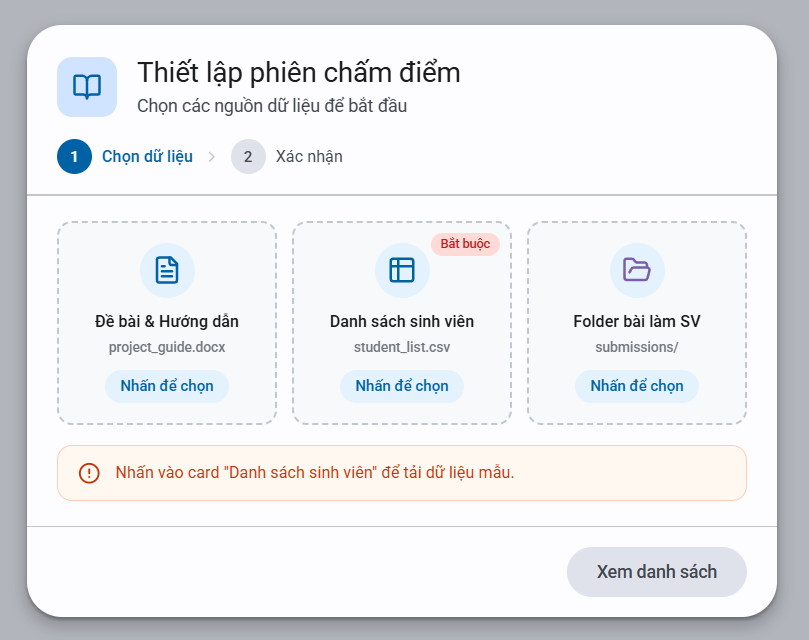 Thiết lập phiên chấm điểm
Chọn các nguồn dữ liệu để bắt đầu
1 Chọn dữ liệu
2 Xác nhận
Đề bài & Hướng dẫn
project_guide.docx
Nhấn để chọn
Bắt buộc
Danh sách sinh viên
student_list.csv
Nhấn để chọn
Folder bài làm SV
submissions/
Nhấn để chọn
Nhấn vào card "Danh sách sinh viên" để tải dữ liệu mẫu.
Xem danh sách